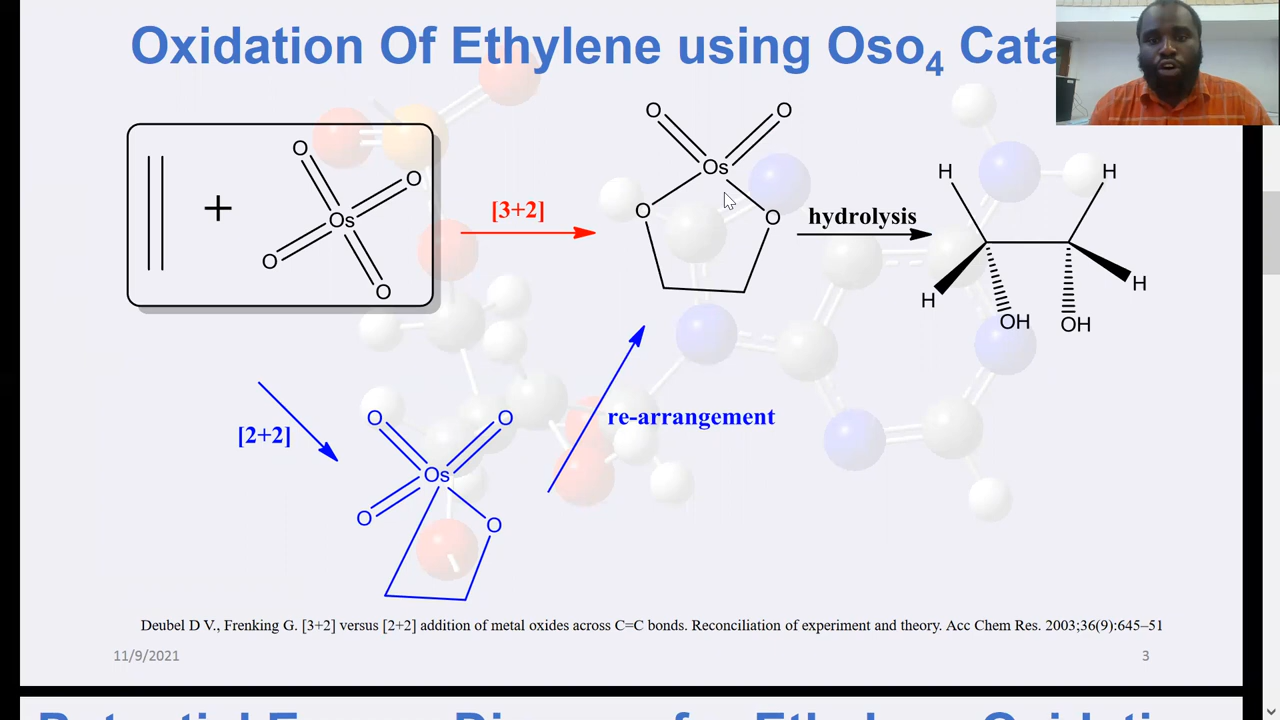 Oxidation Of Ethylene using Oso4 Cata
O O
O Os H H
O [3+2] O O hydrolysis
Os
O H
O H
OH OH
O O
re-arrangement
[2+2]
Os
O O
Deubel D V., Frenking G. [3+2] versus [2+2] addition of metal oxides across C=C bonds. Reconciliation of experiment and theory. Acc Chem Res. 2003;36(9):645–51
11/9/2021 3